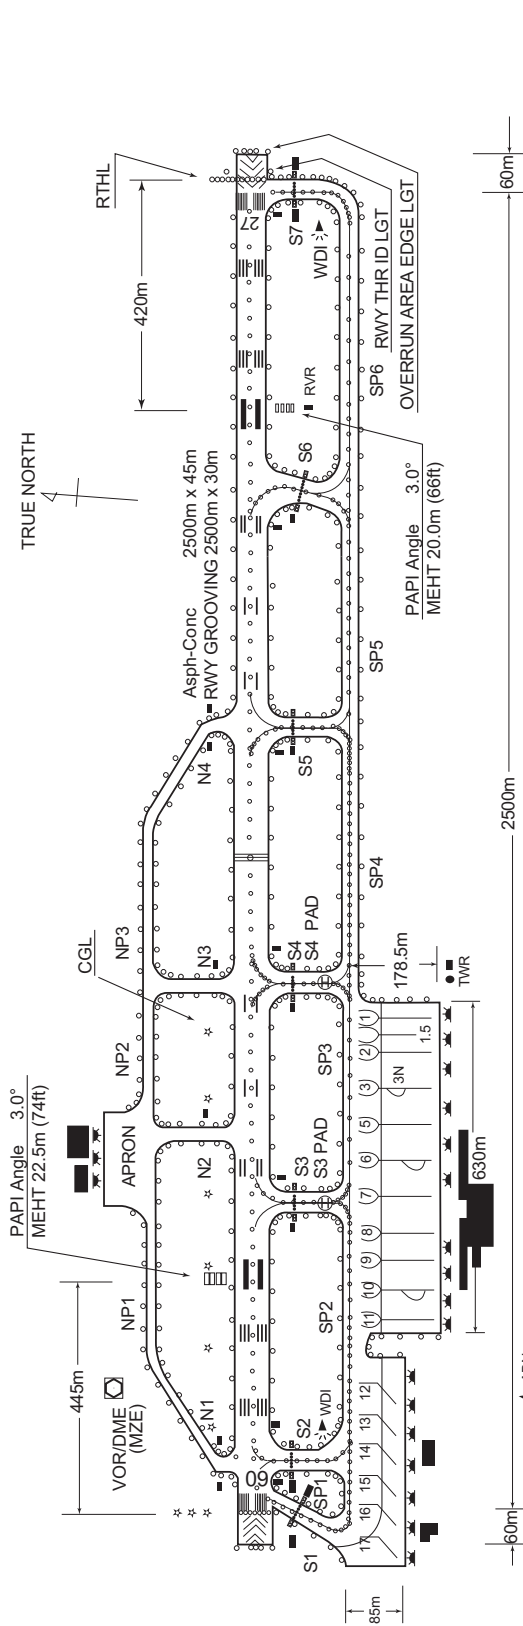 TRUE NORTH
RTHL
420m
60m
27
S7
WDI
RWY THR ID LGT
OVERRUN AREA EDGE LGT
RVR
SP6
S6
PAPI Angle 3.0°
MEHT 20.0m (66ft)
Asph-Conc 2500m x 45m
RWY GROOVING 2500m x 30m
SP5
N4
S5
2500m
NP3
CGL
N3
SP4
S4
S4 PAD
H
178.5m
TWR
NP2
SP3
1
1.5
2
3
3N
5
6
7
8
9
10
11
630m
PAPI Angle 3.0°
MEHT 22.5m (74ft)
APRON
N2
S3
S3 PAD
H
NP1
SP2
445m
VOR/DME
(MZE)
N1
S2
WDI
09
SP1
S1
12
13
14
15
16
17
85m
60m